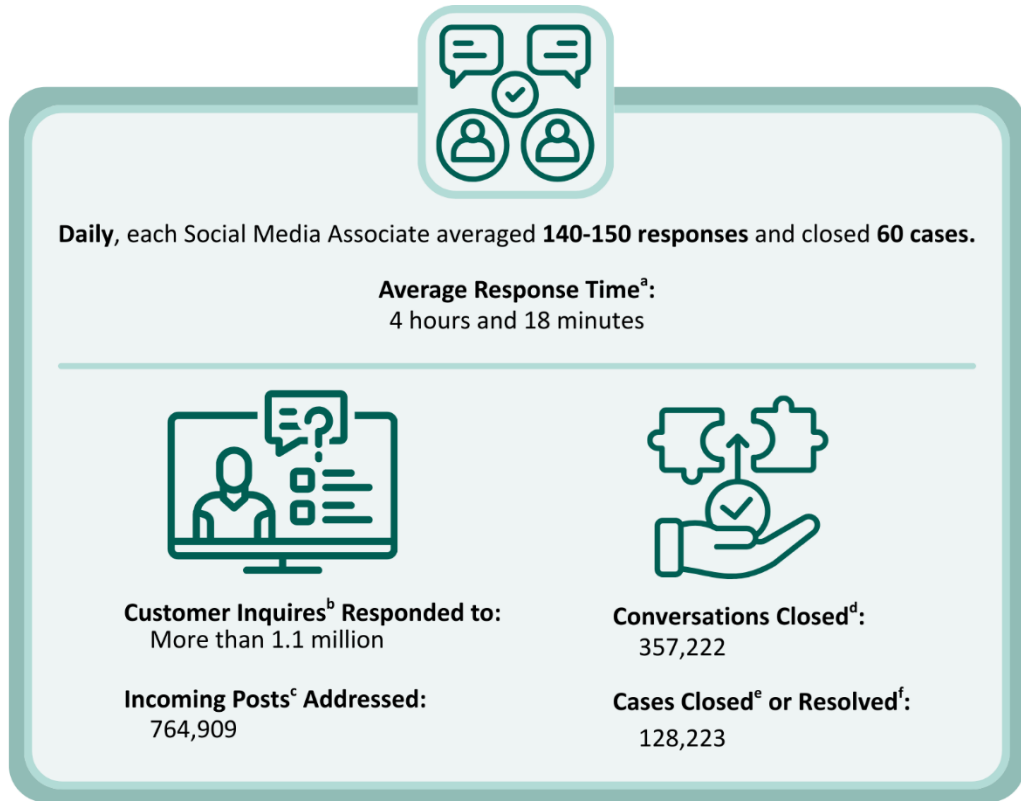 Daily, each Social Media Associate averaged 140-150 responses and closed 60 cases.
Average Response Timeᵃ:
4 hours and 18 minutes
Customer Inquiresᵇ Responded to:
More than 1.1 million
Incoming Postsᶜ Addressed:
764,909
Conversations Closedᵈ:
357,222
Cases Closedᵉ or Resolvedᶠ:
128,223